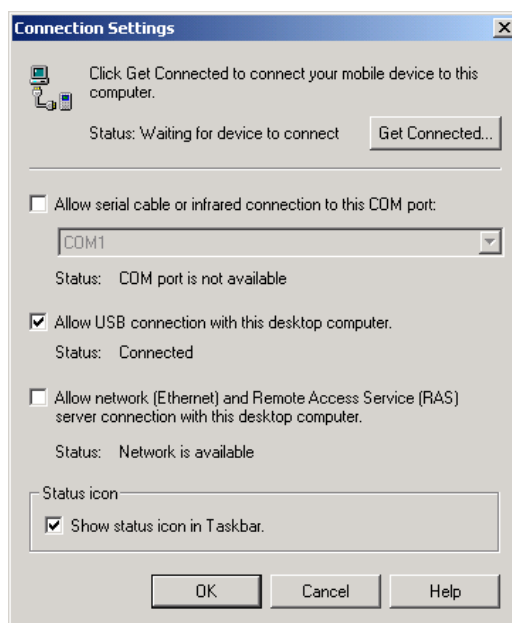 Connection Settings
Click Get Connected to connect your mobile device to this
computer.
Status: Waiting for device to connect
Get Connected...
Allow serial cable or infrared connection to this COM port:
COM1
Status: COM port is not available
Allow USB connection with this desktop computer.
Status: Connected
Allow network (Ethernet) and Remote Access Service (RAS)
server connection with this desktop computer.
Status: Network is available
Status icon
Show status icon in Taskbar.
OK Cancel Help